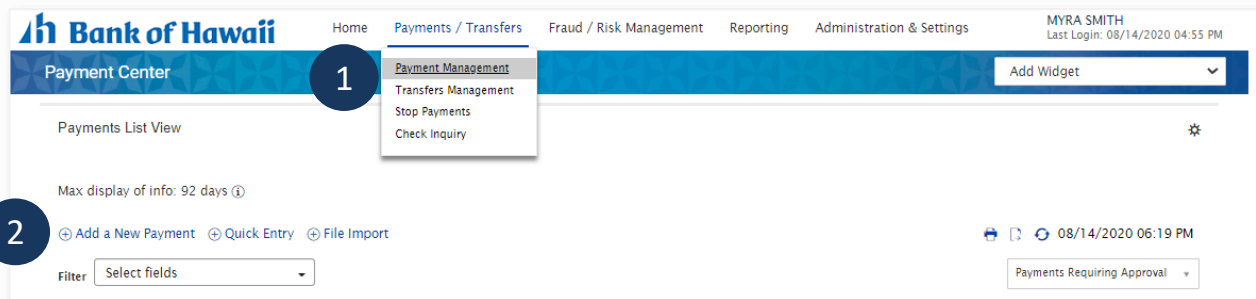 Bank of Hawaii
Home Payments / Transfers Fraud / Risk Management Reporting Administration & Settings
MYRA SMITH
Last Login: 08/14/2020 04:55 PM
Payment Center
1
Payment Management
Transfers Management
Stop Payments
Check Inquiry
Add Widget
Payments List View
Max display of info: 92 days
2
Add a New Payment Quick Entry File Import
08/14/2020 06:19 PM
Filter Select fields
Payments Requiring Approval